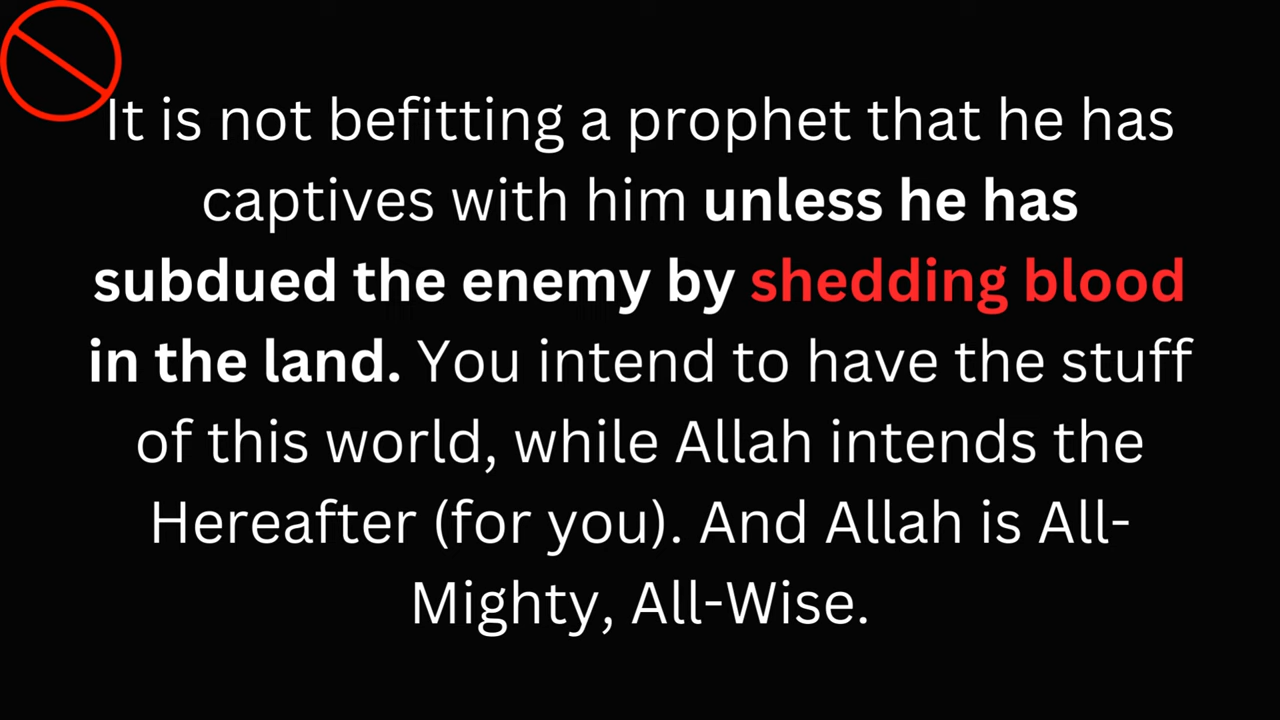 It is not befitting a prophet that he has
captives with him unless he has
subdued the enemy by shedding blood
in the land. You intend to have the stuff
of this world, while Allah intends the
Hereafter (for you). And Allah is All-
Mighty, All-Wise.